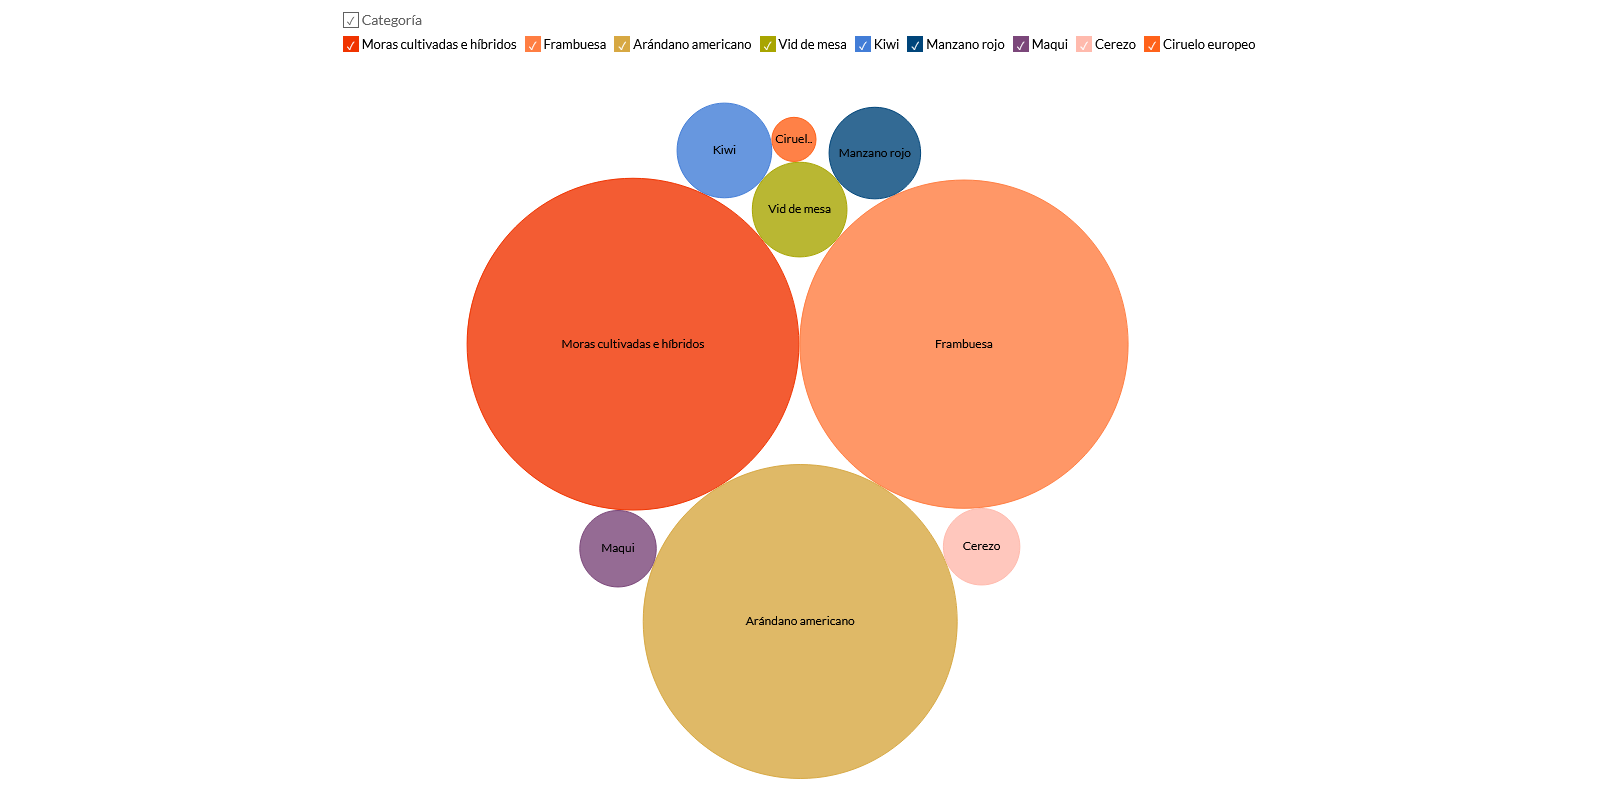 Categoría
Moras cultivadas e híbridos Frambuesa Arándano americano Vid de mesa Kiwi Manzano rojo Maqui Cerezo Ciruelo europeo
Ciruel..
Kiwi
Manzano rojo
Vid de mesa
Moras cultivadas e híbridos
Frambuesa
Maqui
Cerezo
Arándano americano